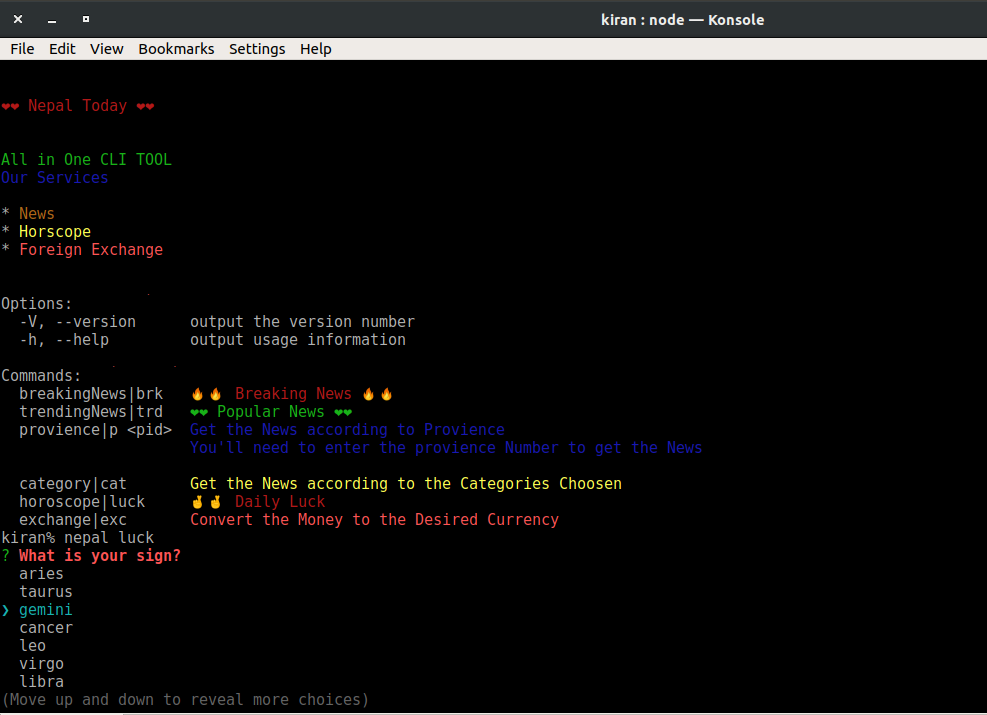 kiran : node — Konsole
File Edit View Bookmarks Settings Help
❤❤ Nepal Today ❤❤
All in One CLI TOOL
Our Services
* News
* Horscope
* Foreign Exchange
Options:
-V, --version output the version number
-h, --help output usage information
Commands:
breakingNews|brk 🔥🔥 Breaking News 🔥🔥
trendingNews|trd ❤❤ Popular News ❤❤
provience|p <pid> Get the News according to Provience
You'll need to enter the provience Number to get the News
category|cat Get the News according to the Categories Choosen
horoscope|luck 🤞🤞 Daily Luck
exchange|exc Convert the Money to the Desired Currency
kiran% nepal luck
? What is your sign?
aries
taurus
❯ gemini
cancer
leo
virgo
libra
(Move up and down to reveal more choices)